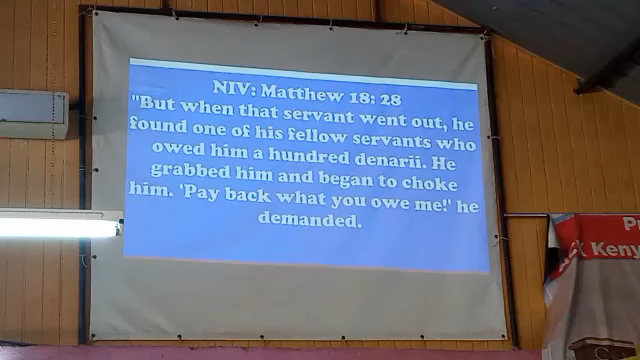 NIV: Matthew 18: 28
"But when that servant went out, he
found one of his fellow servants who
owed him a hundred denarii. He
grabbed him and began to choke
him. 'Pay back what you owe me!' he
demanded.